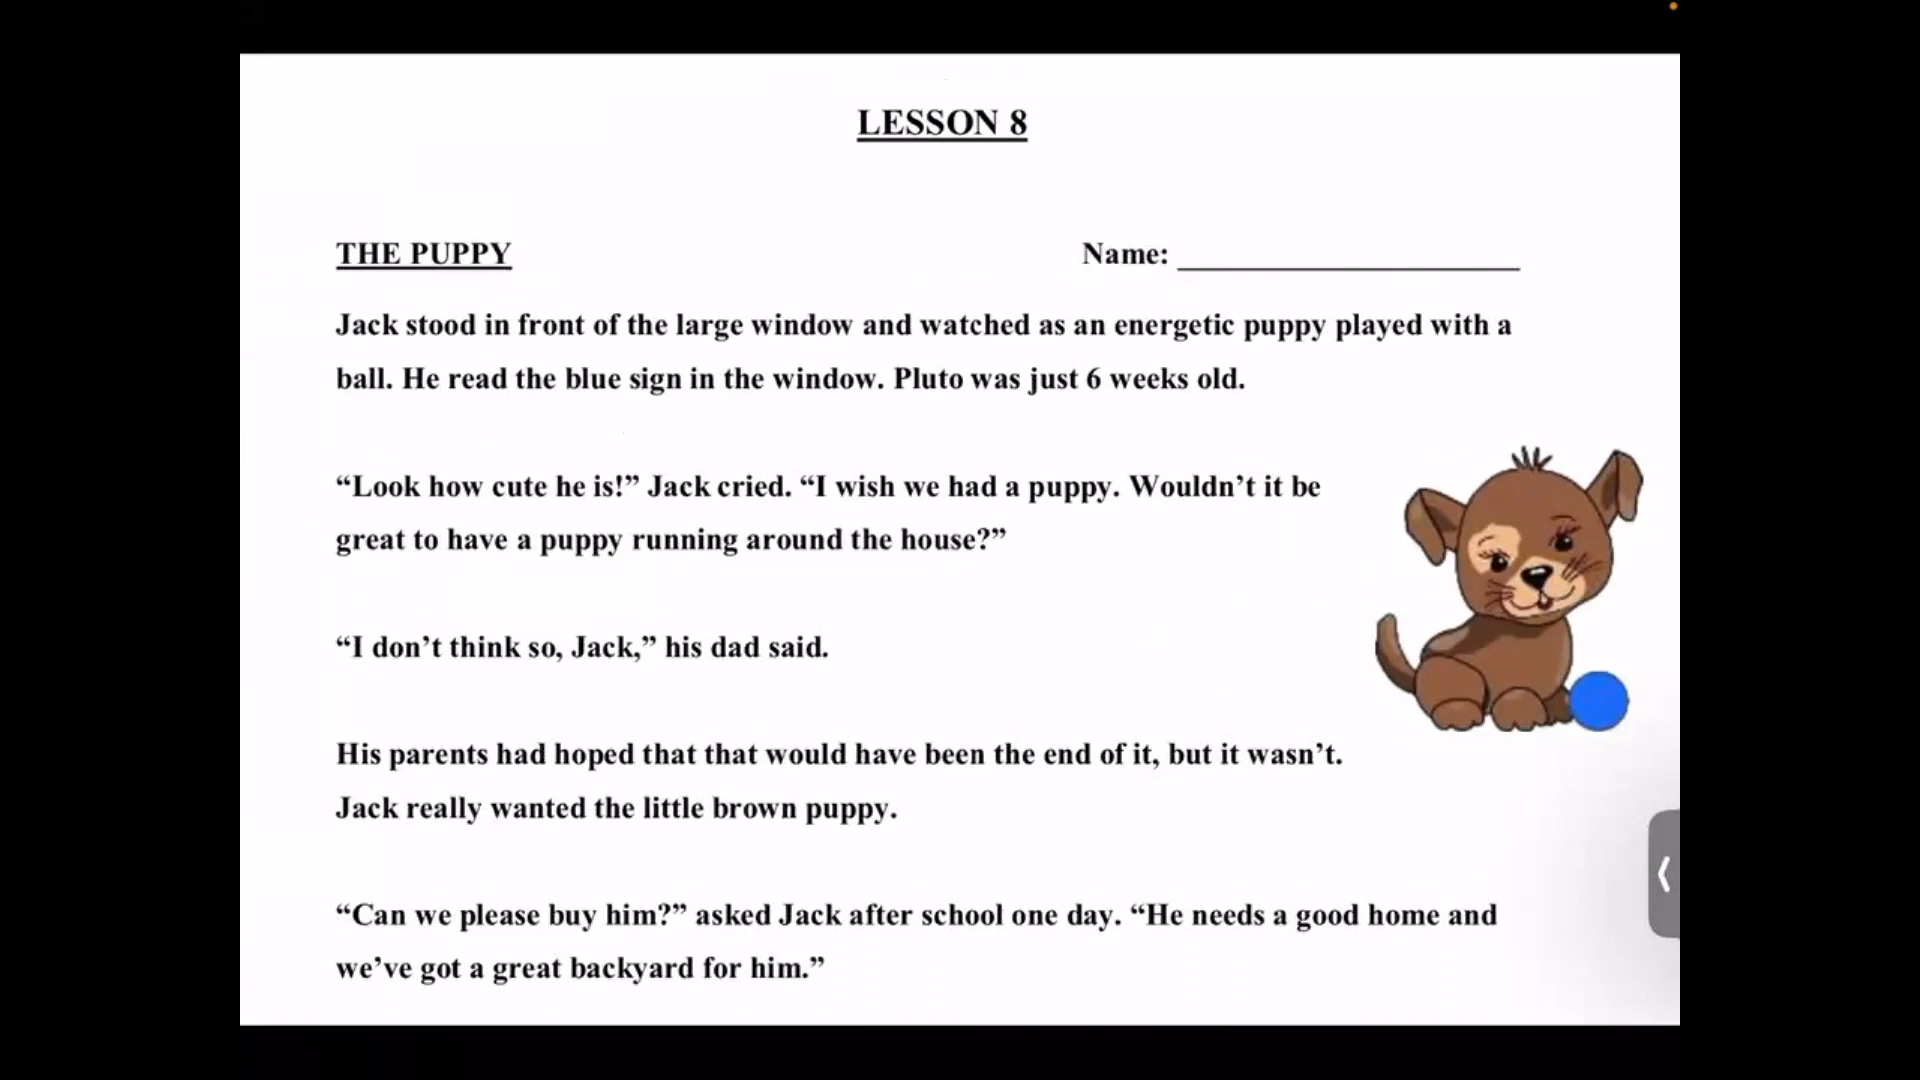 LESSON 8
THE PUPPY Name: ______________________
Jack stood in front of the large window and watched as an energetic puppy played with a
ball. He read the blue sign in the window. Pluto was just 6 weeks old.
“Look how cute he is!” Jack cried. “I wish we had a puppy. Wouldn’t it be
great to have a puppy running around the house?”
“I don’t think so, Jack,” his dad said.
His parents had hoped that that would have been the end of it, but it wasn’t.
Jack really wanted the little brown puppy.
“Can we please buy him?” asked Jack after school one day. “He needs a good home and
we’ve got a great backyard for him.”